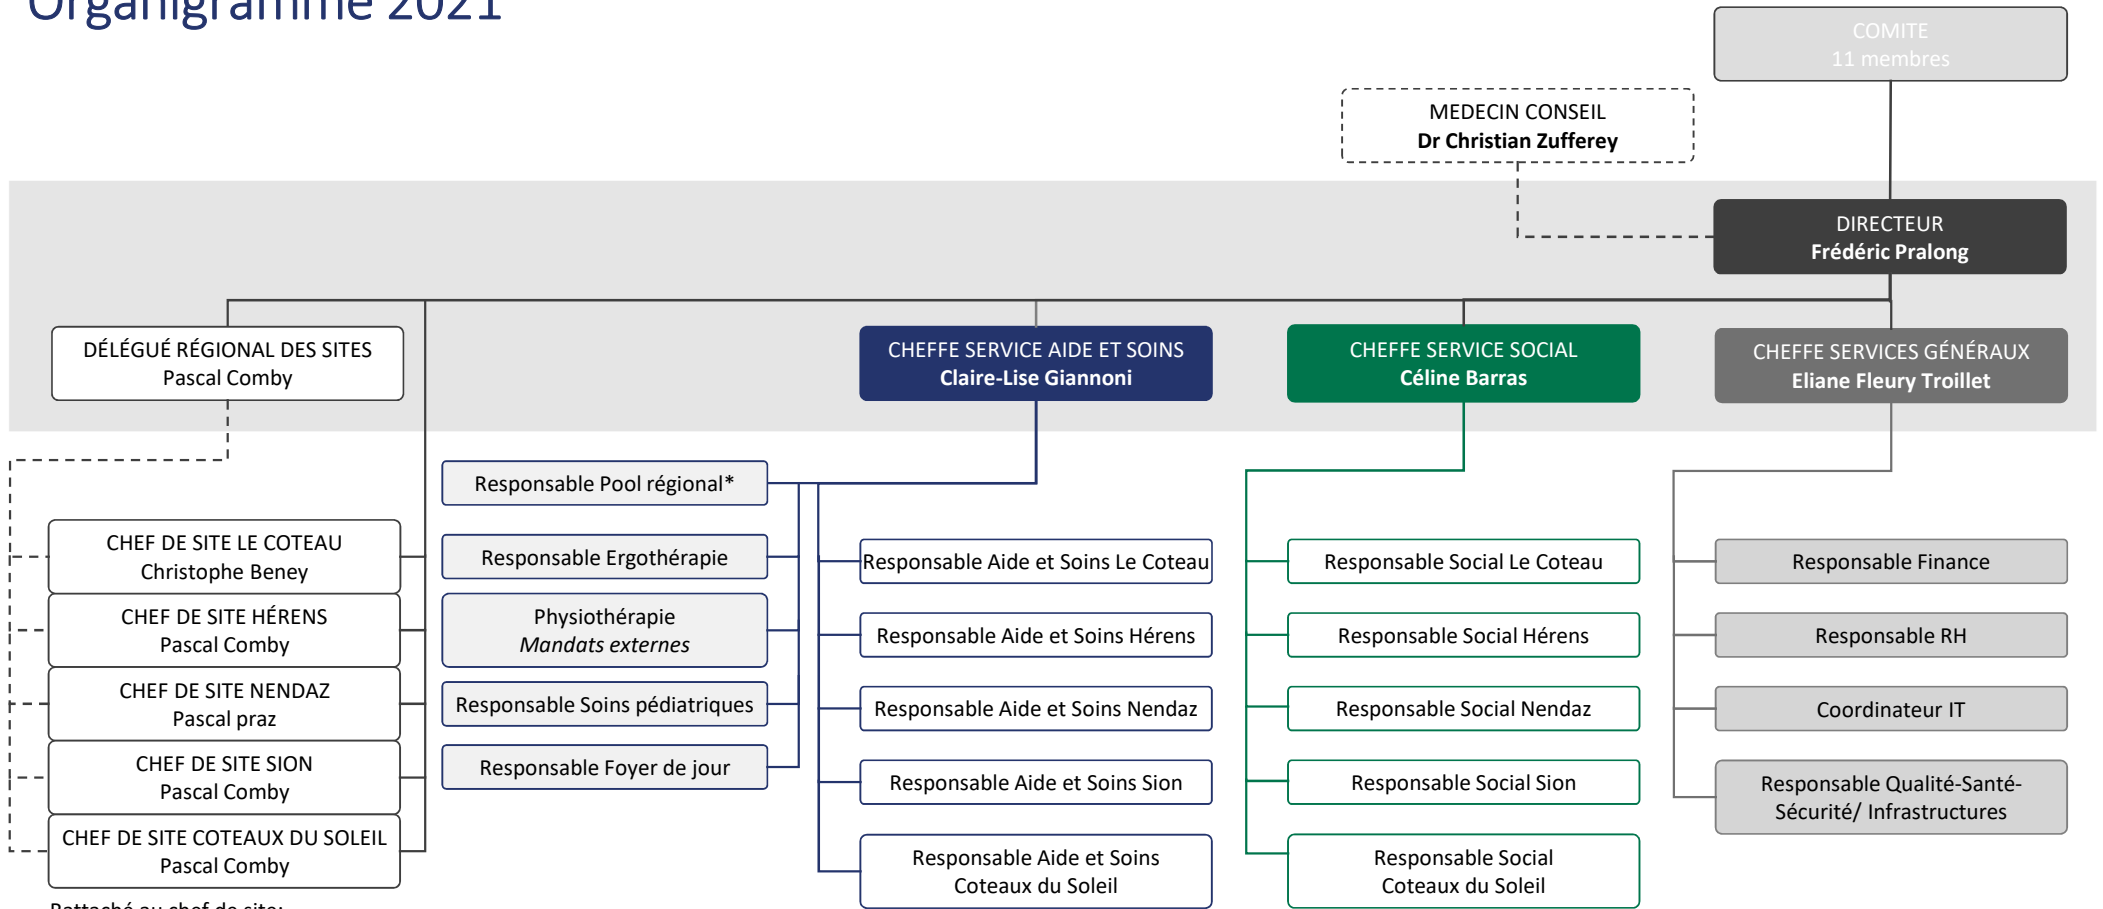 Organigramme 2021
COMITE
11 membres
MEDECIN CONSEIL
Dr Christian Zufferey
DIRECTEUR
Frédéric Pralong
DÉLÉGUÉ RÉGIONAL DES SITES
Pascal Comby
CHEFFE SERVICE AIDE ET SOINS
Claire-Lise Giannoni
CHEFFE SERVICE SOCIAL
Céline Barras
CHEFFE SERVICES GÉNÉRAUX
Eliane Fleury Troillet
CHEF DE SITE LE COTEAU
Christophe Beney
CHEF DE SITE HÉRENS
Pascal Comby
CHEF DE SITE NENDAZ
Pascal praz
CHEF DE SITE SION
Pascal Comby
CHEF DE SITE COTEAUX DU SOLEIL
Pascal Comby
Rattaché au chef de site:
Responsable Pool régional*
Responsable Ergothérapie
Physiothérapie
Mandats externes
Responsable Soins pédiatriques
Responsable Foyer de jour
Responsable Aide et Soins Le Coteau
Responsable Aide et Soins Hérens
Responsable Aide et Soins Nendaz
Responsable Aide et Soins Sion
Responsable Aide et Soins
Coteaux du Soleil
Responsable Social Le Coteau
Responsable Social Hérens
Responsable Social Nendaz
Responsable Social Sion
Responsable Social
Coteaux du Soleil
Responsable Finance
Responsable RH
Coordinateur IT
Responsable Qualité-Santé-
Sécurité/ Infrastructures